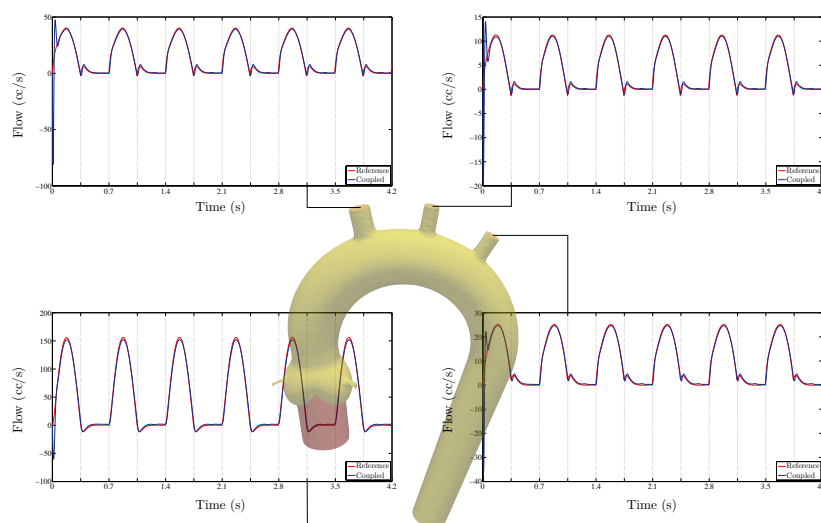 50
0
−50
−100
Flow (cc/s)
0 0.7 1.4 2.1 2.8 3.5 4.2
Time (s)
Reference
Coupled
15
10
5
0
−5
−10
−15
−20
Flow (cc/s)
0 0.7 1.4 2.1 2.8 3.5 4.2
Time (s)
Reference
Coupled
200
150
100
50
0
−50
−100
Flow (cc/s)
0 0.7 1.4 2.1 2.8 3.5 4.2
Time (s)
Reference
Coupled
30
20
10
0
−10
−20
−30
−40
Flow (cc/s)
0 0.7 1.4 2.1 2.8 3.5 4.2
Time (s)
Reference
Coupled